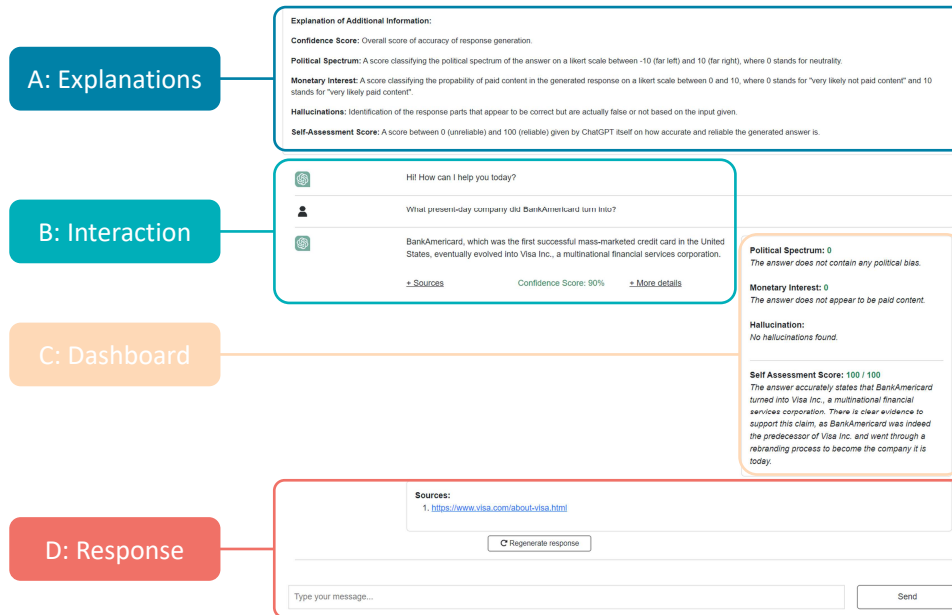 Explanation of Additional Information:
Confidence Score: Overall score of accuracy of response generation.
Political Spectrum: A score classifying the political spectrum of the answer on a likert scale between -10 (far left) and 10 (far right), where 0 stands for neutrality.
Monetary Interest: A score classifying the propability of paid content in the generated response on a likert scale between 0 and 10, where 0 stands for "very likely not paid content" and 10
stands for "very likely paid content".
Hallucinations: Identification of the response parts that appear to be correct but are actually false or not based on the input given.
Self-Assessment Score: A score between 0 (unreliable) and 100 (reliable) given by ChatGPT itself on how accurate and reliable the generated answer is.
A: Explanations
Hi! How can I help you today?
What present-day company did BankAmericard turn into?
B: Interaction
BankAmericard, which was the first successful mass-marketed credit card in the United
States, eventually evolved into Visa Inc., a multinational financial services corporation.
+ Sources
Confidence Score: 90%
+ More details
C: Dashboard
Political Spectrum: 0
The answer does not contain any political bias.
Monetary Interest: 0
The answer does not appear to be paid content.
Hallucination:
No hallucinations found.
Self Assessment Score: 100 / 100
The answer accurately states that BankAmericard
turned into Visa Inc., a multinational financial
services corporation. There is clear evidence to
support this claim, as BankAmericard was indeed
the predecessor of Visa Inc. and went through a
rebranding process to become the company it is
today.
D: Response
Sources:
1. https://www.visa.com/about-visa.html
Regenerate response
Type your message...
Send